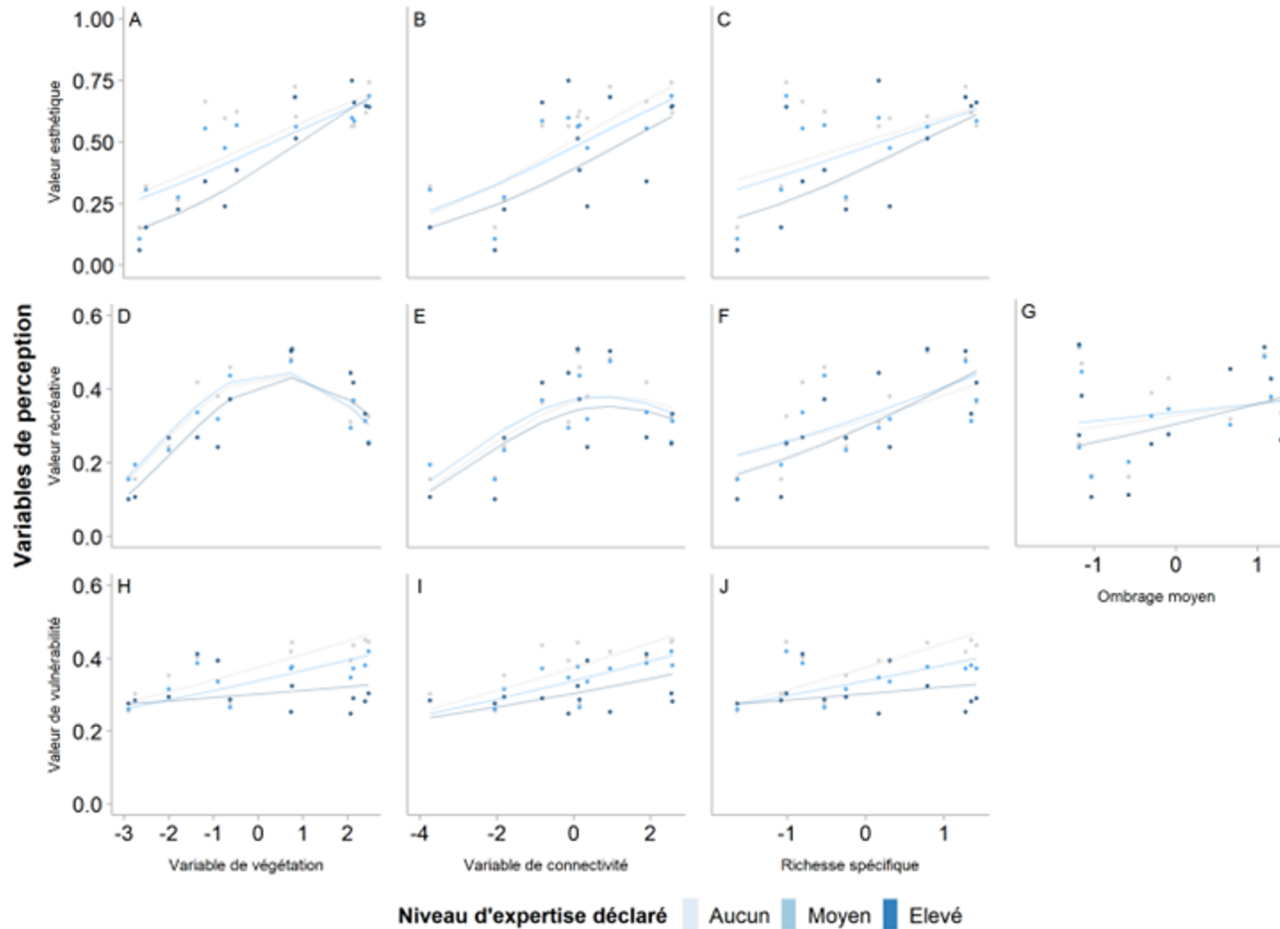 A
B
C
1.00
0.75
0.50
0.25
0.00
Valeur esthétique
D
E
F
G
0.6
0.4
0.2
0.0
Valeur récréative
Variables de perception
-1 0 1
Ombrage moyen
H
I
J
0.6
0.4
0.2
0.0
Valeur de vulnérabilité
-3 -2 -1 0 1 2
-4 -2 0 2
-1 0 1
Variable de végétation
Variable de connectivité
Richesse spécifique
Niveau d'expertise déclaré Aucun Moyen Elevé